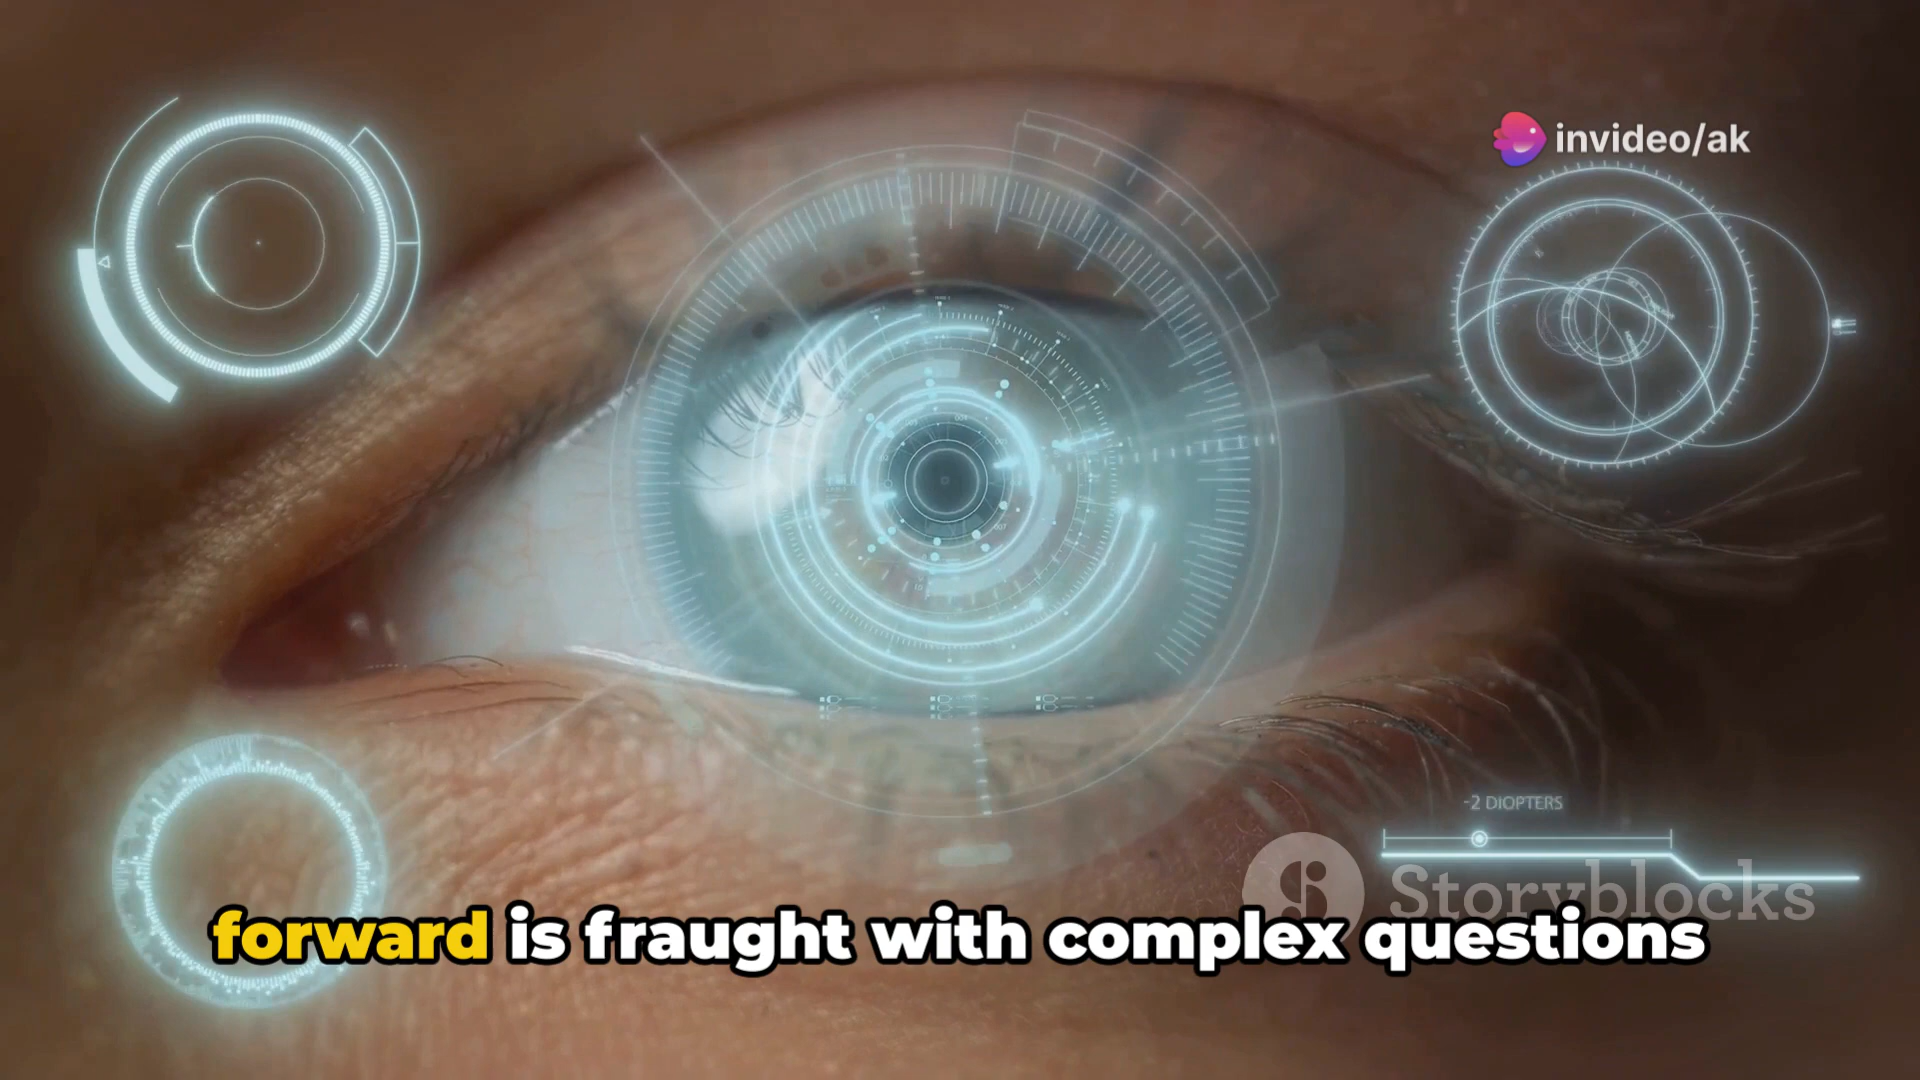 invideo/ak
-2 DIOPTERS
Storyblocks
forward is fraught with complex questions